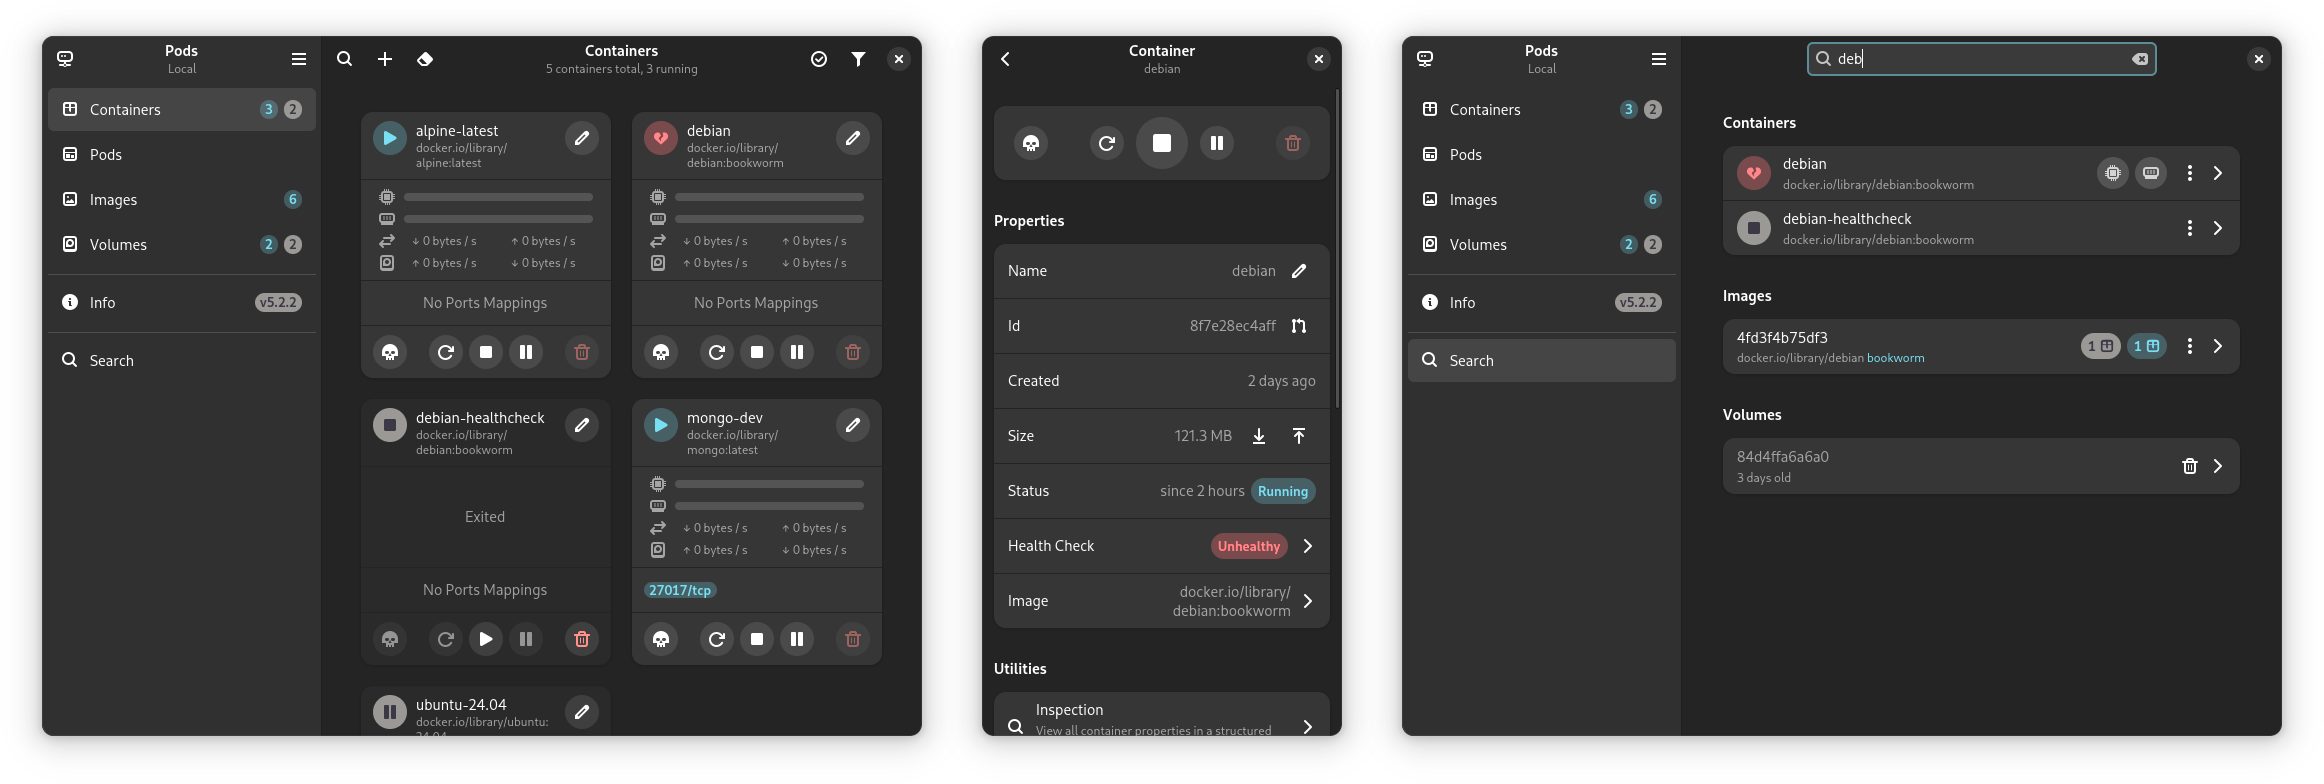 Pods
Local
Containers
3 2
Pods
Images
6
Volumes
2 2
Info
v5.2.2
Search
Containers
5 containers total, 3 running
alpine-latest
docker.io/library/
alpine:latest
↓ 0 bytes / s ↑ 0 bytes / s
↑ 0 bytes / s ↓ 0 bytes / s
No Ports Mappings
debian
docker.io/library/
debian:bookworm
↓ 0 bytes / s ↑ 0 bytes / s
↑ 0 bytes / s ↓ 0 bytes / s
No Ports Mappings
debian-healthcheck
docker.io/library/
debian:bookworm
Exited
No Ports Mappings
mongo-dev
docker.io/library/
mongo:latest
↓ 0 bytes / s ↑ 0 bytes / s
↑ 0 bytes / s ↓ 0 bytes / s
27017/tcp
ubuntu-24.04
docker.io/library/ubuntu:
24.04
Container
debian
Properties
Name debian
Id 8f7e28ec4aff
Created 2 days ago
Size 121.3 MB
Status since 2 hours Running
Health Check Unhealthy
Image docker.io/library/
debian:bookworm
Utilities
Inspection
View all container properties in a structured
Pods
Local
Containers
3 2
Pods
Images
6
Volumes
2 2
Info
v5.2.2
Search
deb
Containers
debian
docker.io/library/debian:bookworm
debian-healthcheck
docker.io/library/debian:bookworm
Images
4fd3f4b75df3
docker.io/library/debian bookworm
1 1
Volumes
84d4ffa6a6a0
3 days old